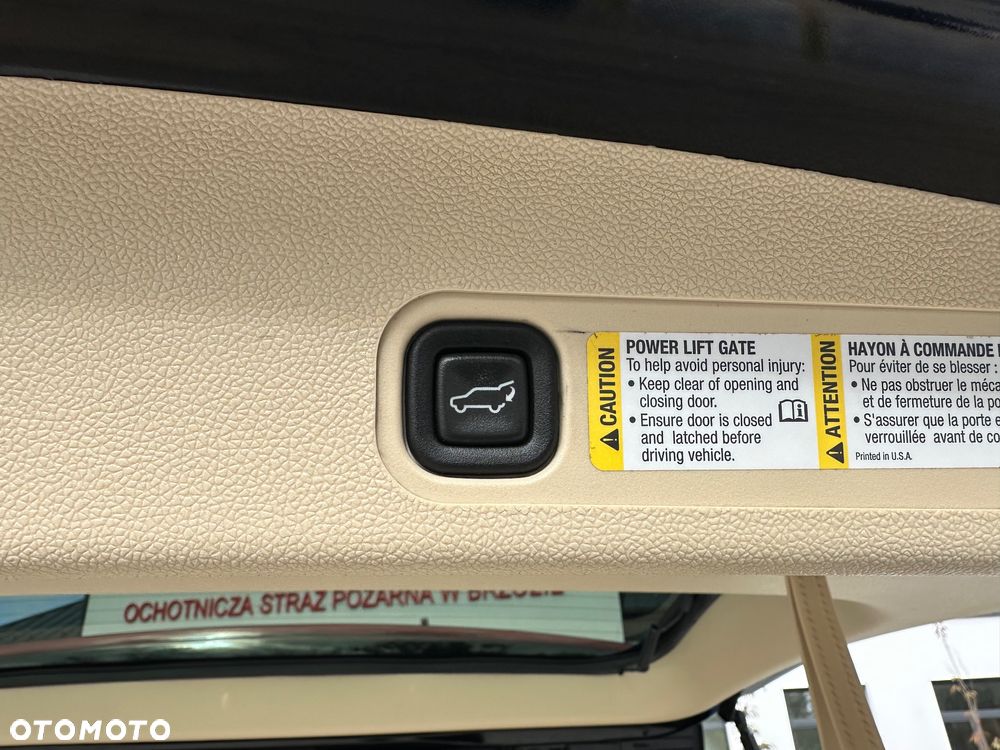 CAUTION
POWER LIFT GATE
To help avoid personal injury:
• Keep clear of opening and
closing door.
• Ensure door is closed
and latched before
driving vehicle.
ATTENTION
HAYON À COMMANDE
Pour éviter de se blesser :
• Ne pas obstruer le méca
et de fermeture de la po
• S'assurer que la porte e
verrouillée avant de co
Printed in U.S.A.
OCHOTNICZA STRAŻ POŻARNA W
OTOMOTO